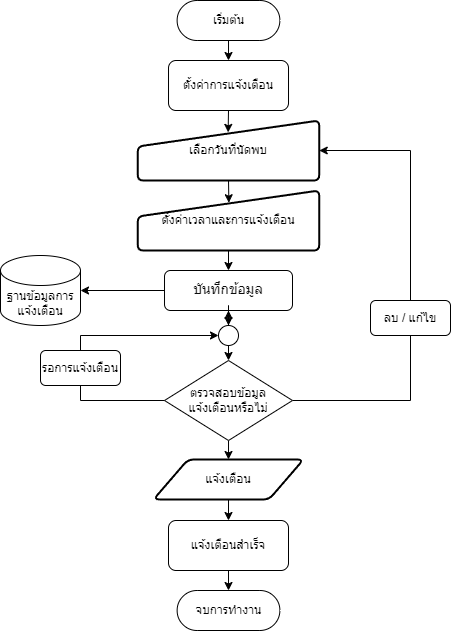 เริ่มต้น
ตั้งค่าการแจ้งเตือน
เลือกวันที่นัดพบ
ตั้งค่าเวลาและการแจ้งเตือน
บันทึกข้อมูล
ฐานข้อมูลการ
แจ้งเตือน
ลบ / แก้ไข
รอการแจ้งเตือน
ตรวจสอบข้อมูล
แจ้งเตือนหรือไม่
แจ้งเตือน
แจ้งเตือนสำเร็จ
จบการทำงาน